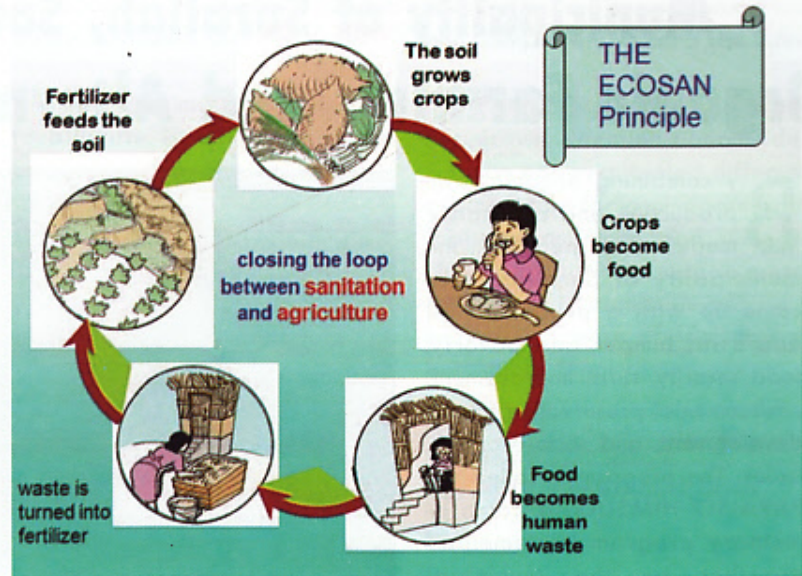 THE
ECOSAN
Principle
The soil
grows
crops
Crops
become
food
Food
becomes
human
waste
waste is
turned into
fertilizer
Fertilizer
feeds the
soil
closing the loop
between sanitation
and agriculture